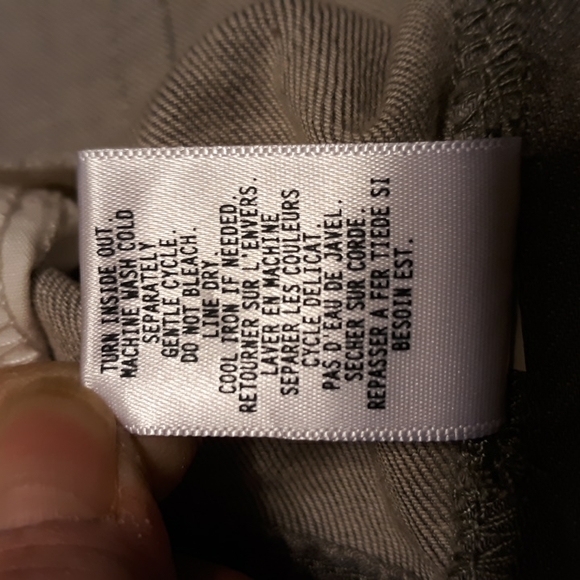 TURN INSIDE OUT.
MACHINE WASH COLD
SEPARATELY
GENTLE CYCLE.
DO NOT BLEACH.
LINE DRY
COOL IRON IF NEEDED.
RETOURNER SUR L'ENVERS.
LAVER EN MACHINE
SEPARER LES COULEURS
CYCLE DELICAT.
PAS D'EAU DE JAVEL.
SECHER SUR CORDE.
REPASSER A FER TIEDE SI
BESOIN EST.